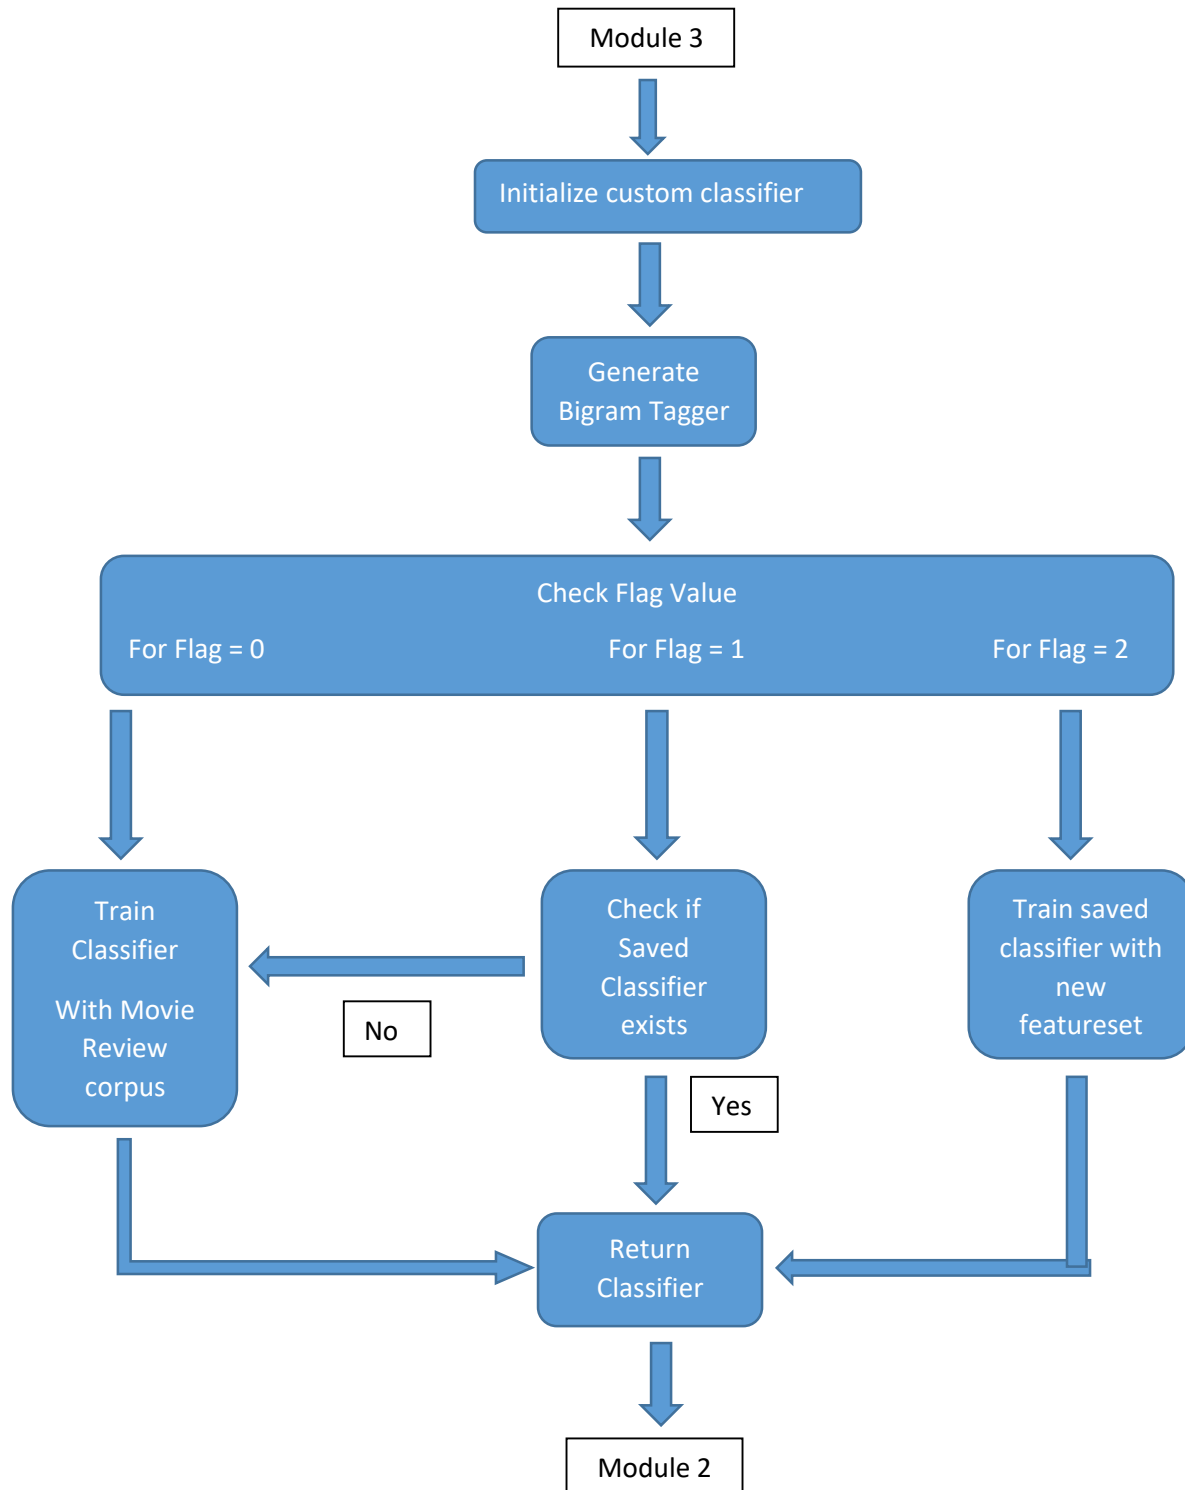 Module 3
Initialize custom classifier
Generate
Bigram Tagger
Check Flag Value
For Flag = 0
For Flag = 1
For Flag = 2
Train
Classifier
With Movie
Review
corpus
No
Check if
Saved
Classifier
exists
Yes
Train saved
classifier with
new
featureset
Return
Classifier
Module 2